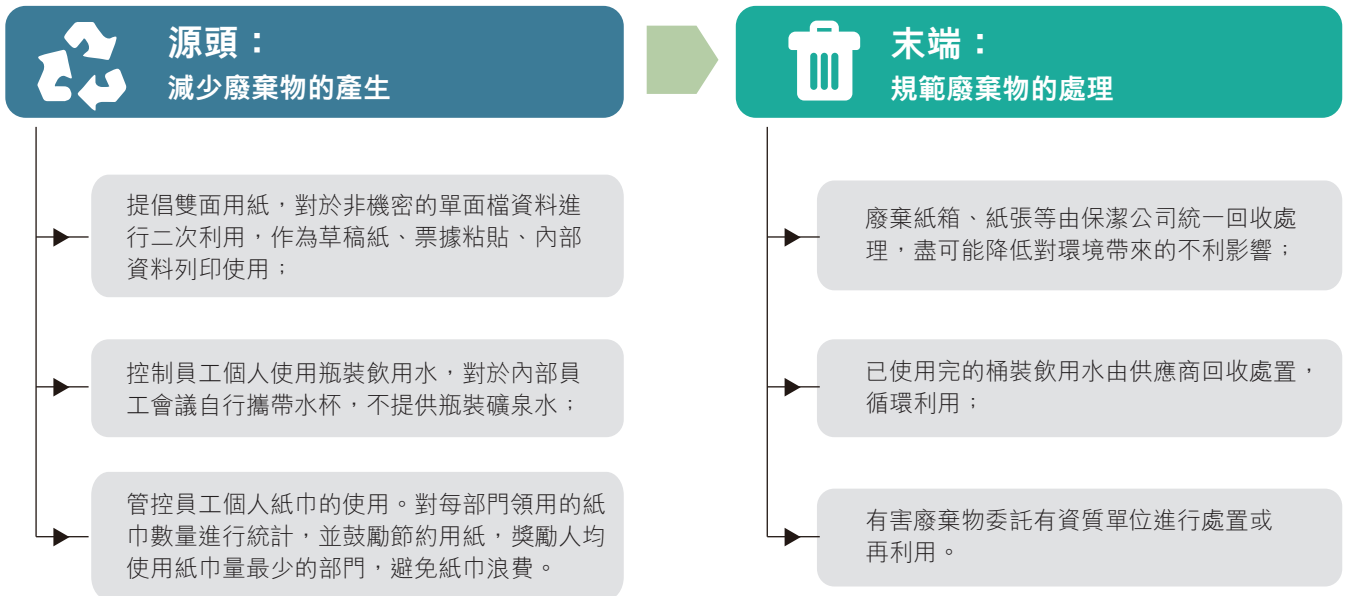 源頭：
減少廢棄物的產生
提倡雙面用紙，對於非機密的單面檔資料進
行二次利用，作為草稿紙、票據粘貼、內部
資料列印使用；
控制員工個人使用瓶裝飲用水，對於內部員
工會議自行攜帶水杯，不提供瓶裝礦泉水；
管控員工個人紙巾的使用。對每部門領用的紙
巾數量進行統計，並鼓勵節約用紙，獎勵人均
使用紙巾量最少的部門，避免紙巾浪費。
末端：
規範廢棄物的處理
廢棄紙箱、紙張等由保潔公司統一回收處
理，盡可能降低對環境帶來的不利影響；
已使用完的桶裝飲用水由供應商回收處置，
循環利用；
有害廢棄物委託有資質單位進行處置或
再利用。